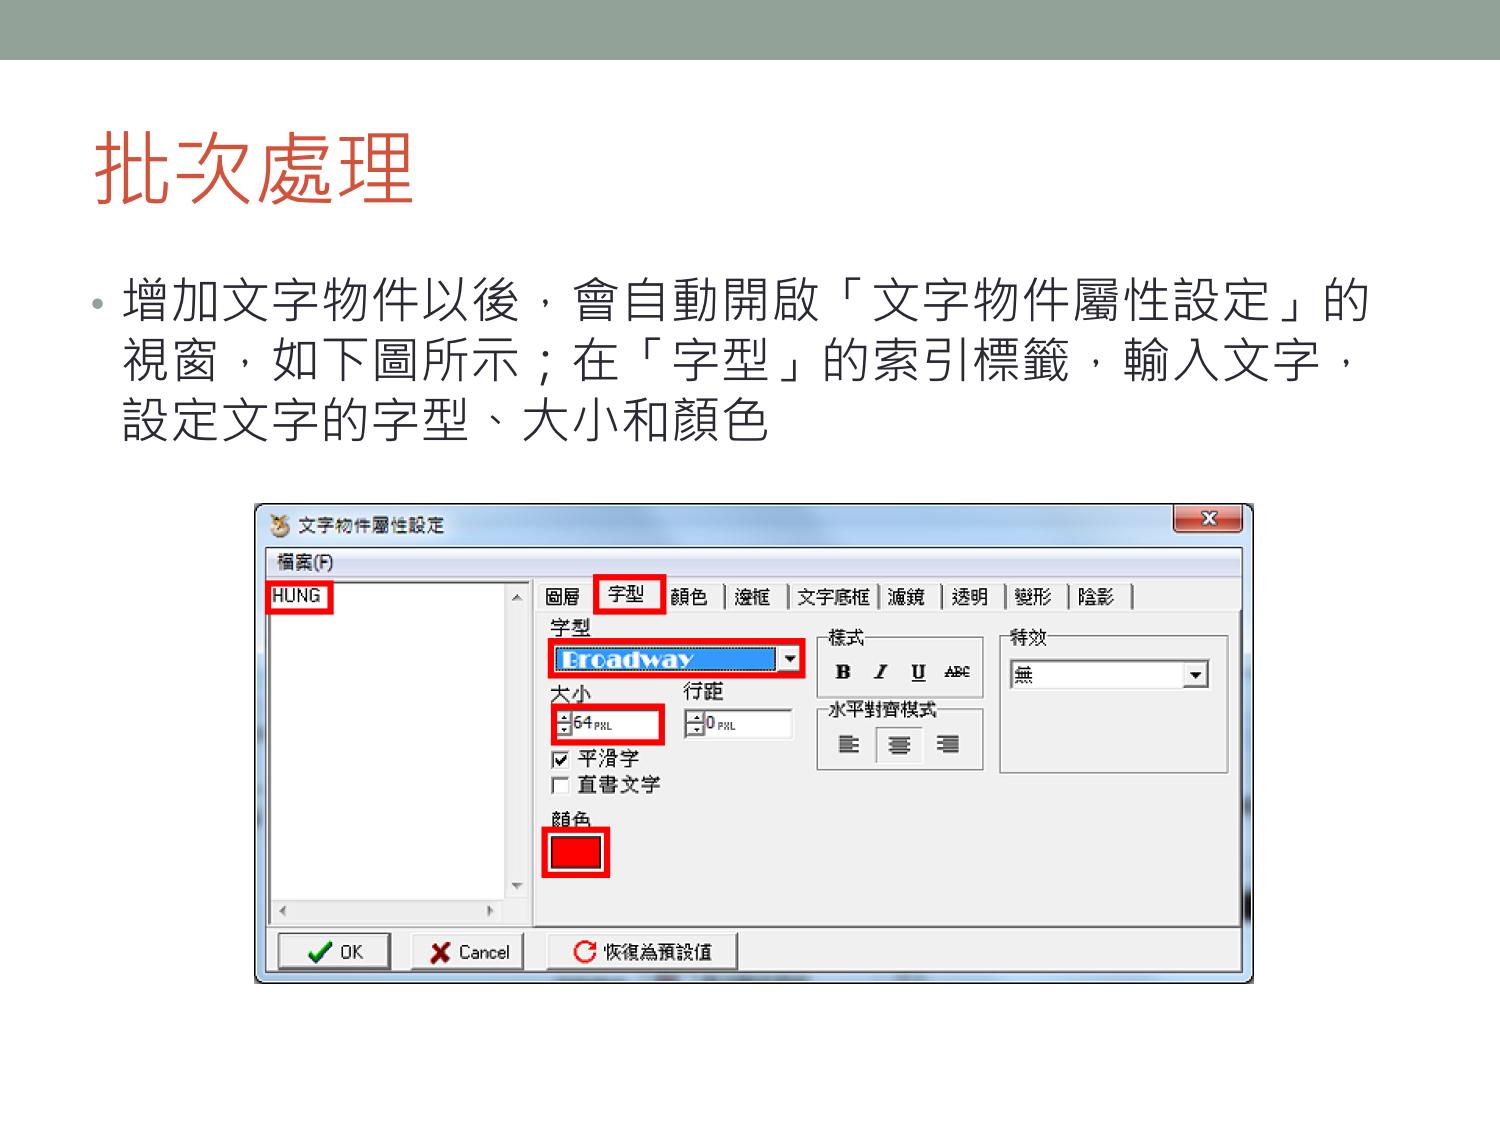 批次處理
• 增加文字物件以後，會自動開啟「文字物件屬性設定」的
視窗，如下圖所示；在「字型」的索引標籤，輸入文字，
設定文字的字型、大小和顏色
文字物件屬性設定
檔案(F)
HUNG
圖層 字型 顏色 邊框 文字底框 濾鏡 透明 變形 陰影
字型
Broadway
大小 行距
64 PXL 0 PXL
平滑字
直書文字
顏色
樣式
B I U ABC
水平對齊模式
特效
無
OK Cancel 恢復為預設值